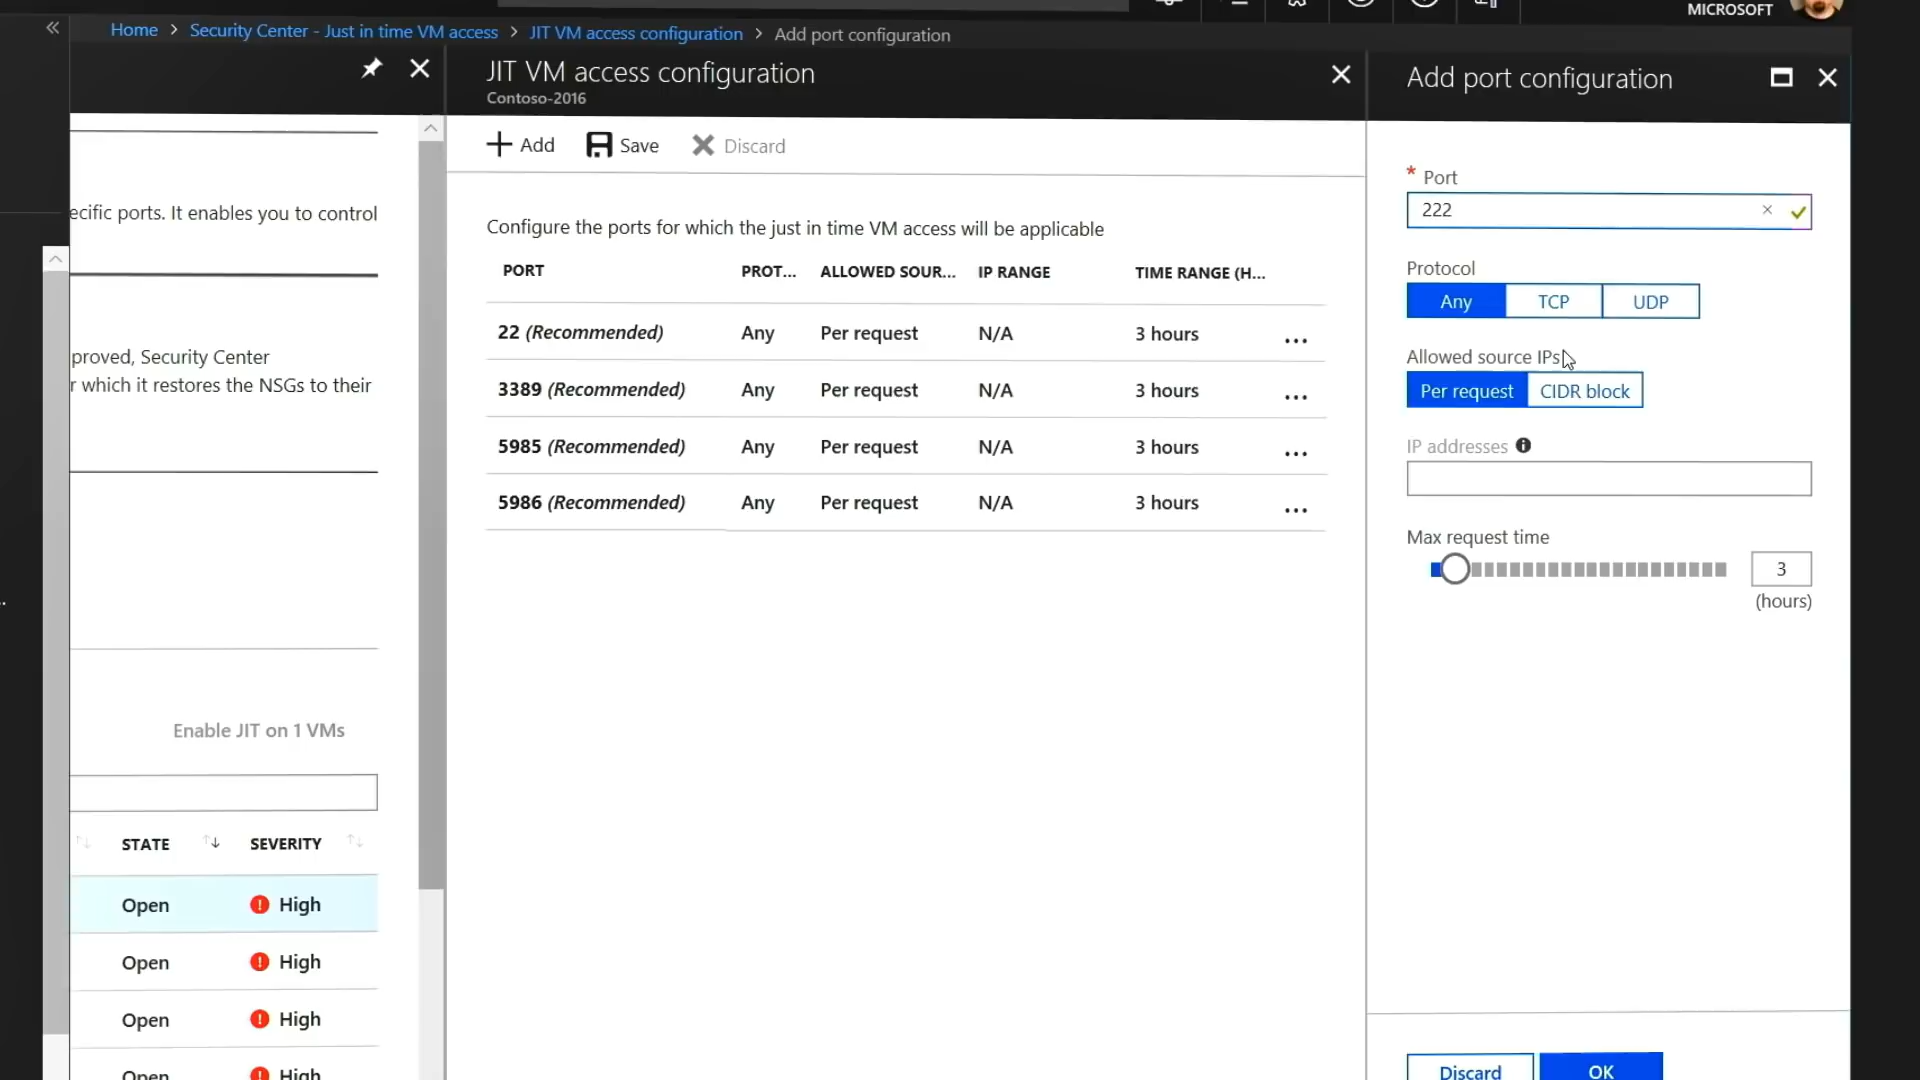 MICROSOFT
Home > Security Center - Just in time VM access > JIT VM access configuration > Add port configuration
JIT VM access configuration
Contoso-2016
Add port configuration
Add
Save
Discard
ecific ports. It enables you to control
proved, Security Center
r which it restores the NSGs to their
Enable JIT on 1 VMs
STATE SEVERITY
Open High
Open High
Open High
Open High
Configure the ports for which the just in time VM access will be applicable
PORT PROT... ALLOWED SOUR... IP RANGE TIME RANGE (H...
22 (Recommended) Any Per request N/A 3 hours ...
3389 (Recommended) Any Per request N/A 3 hours ...
5985 (Recommended) Any Per request N/A 3 hours ...
5986 (Recommended) Any Per request N/A 3 hours ...
* Port
222
Protocol
Any TCP UDP
Allowed source IPs
Per request CIDR block
IP addresses
Max request time
3
(hours)
Discard OK